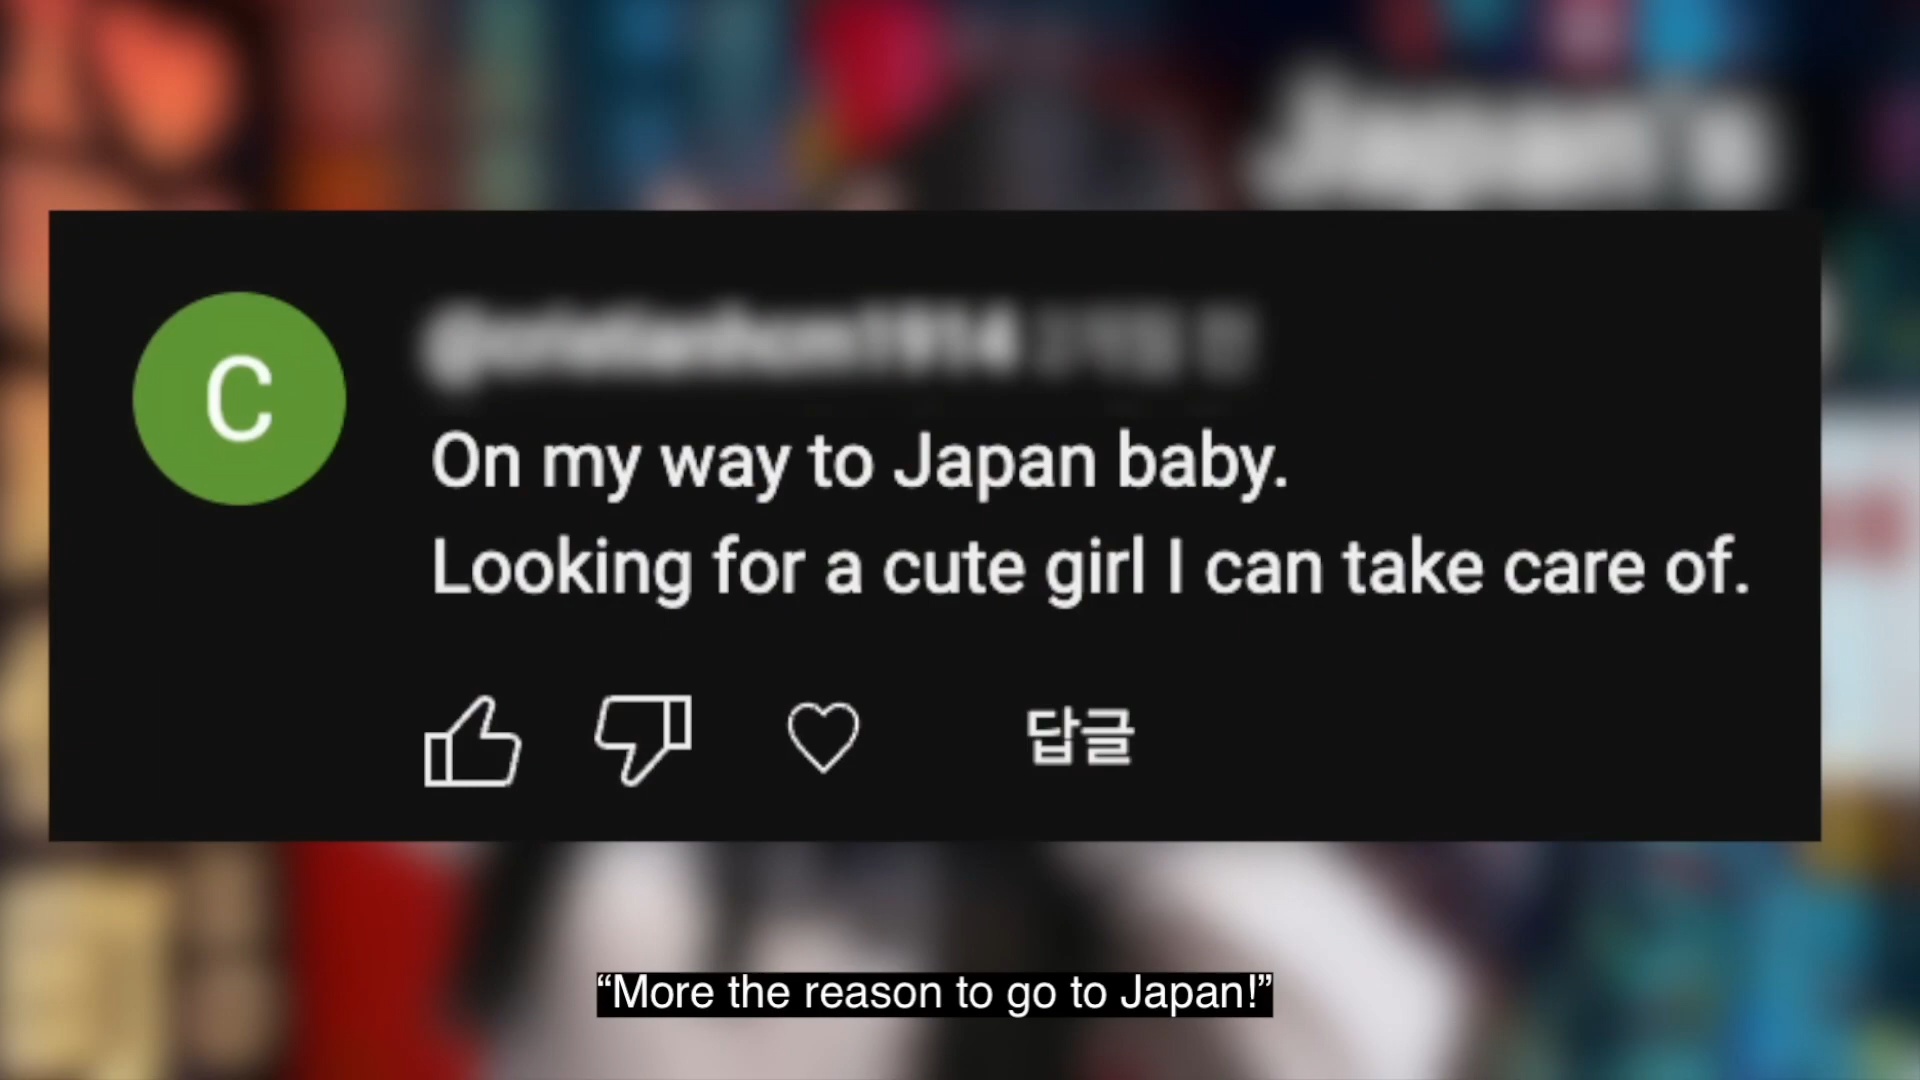 C
On my way to Japan baby.
Looking for a cute girl I can take care of.
답글
“More the reason to go to Japan!”